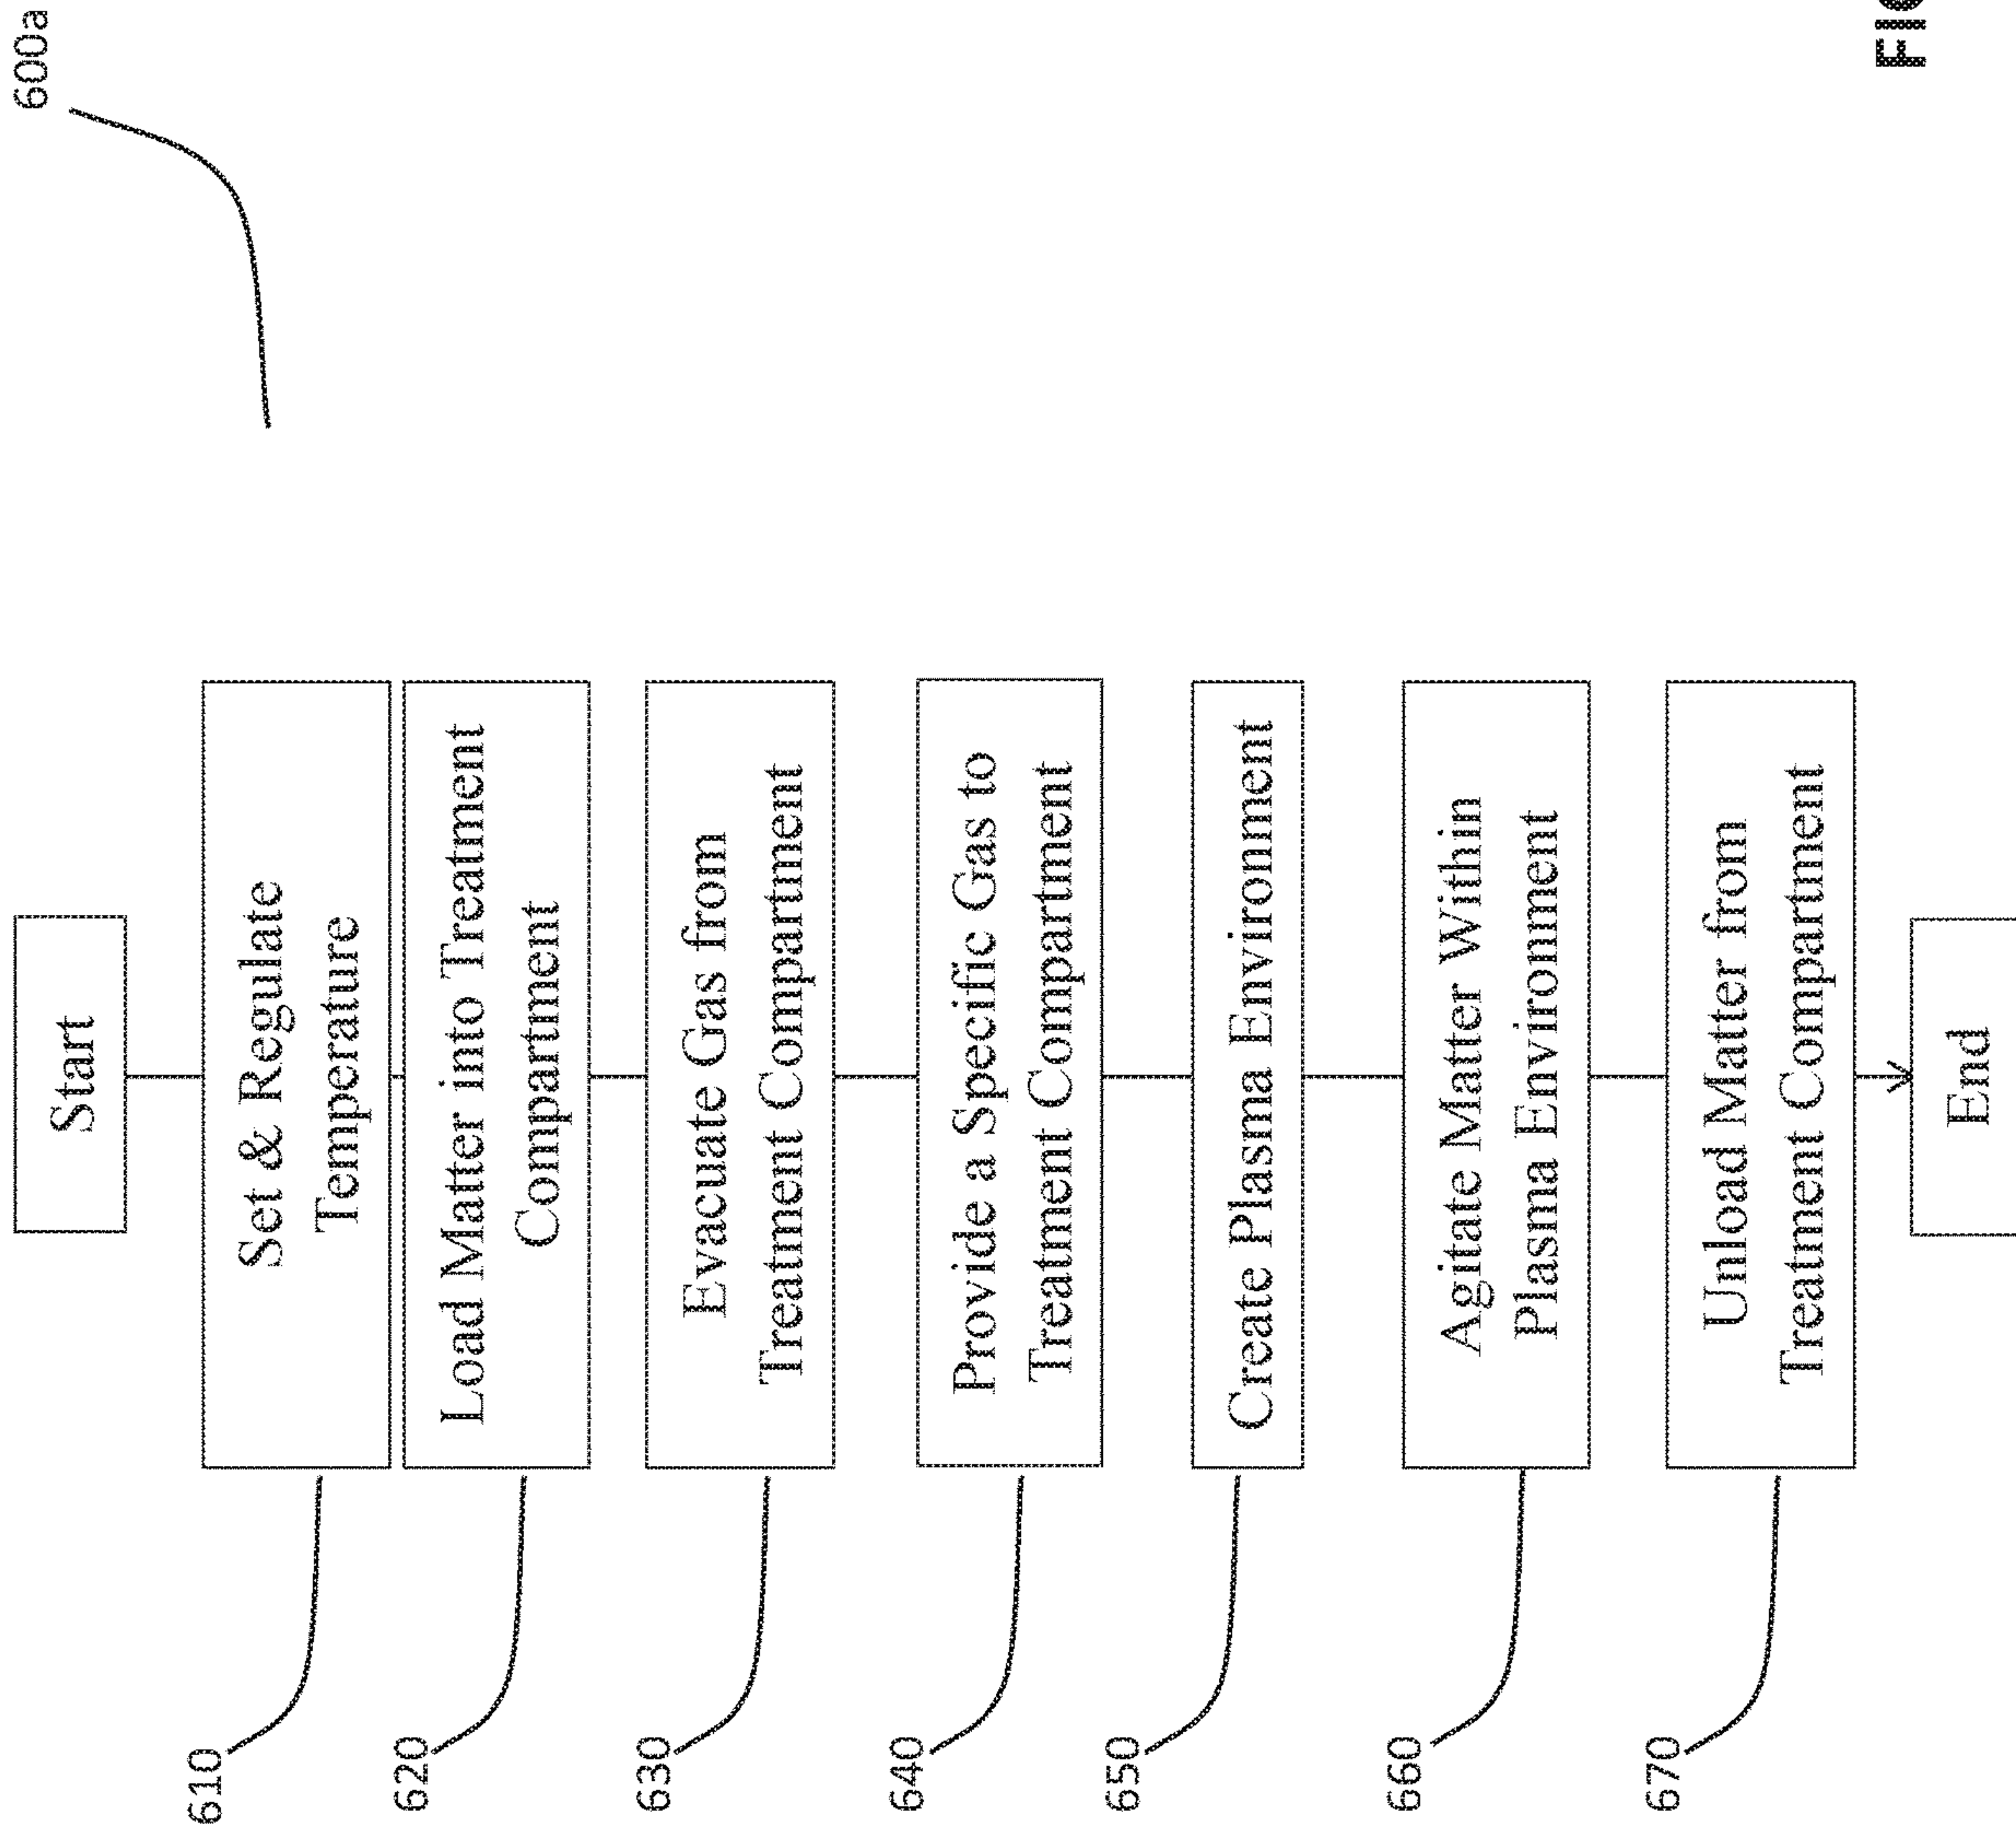 600a
Start
610
Set & Regulate
Temperature
620
Load Matter into Treatment
Compartment
630
Evacuate Gas from
Treatment Compartment
640
Provide a Specific Gas to
Treatment Compartment
650
Create Plasma Environment
660
Agitate Matter Within
Plasma Environment
670
Unload Matter from
Treatment Compartment
End